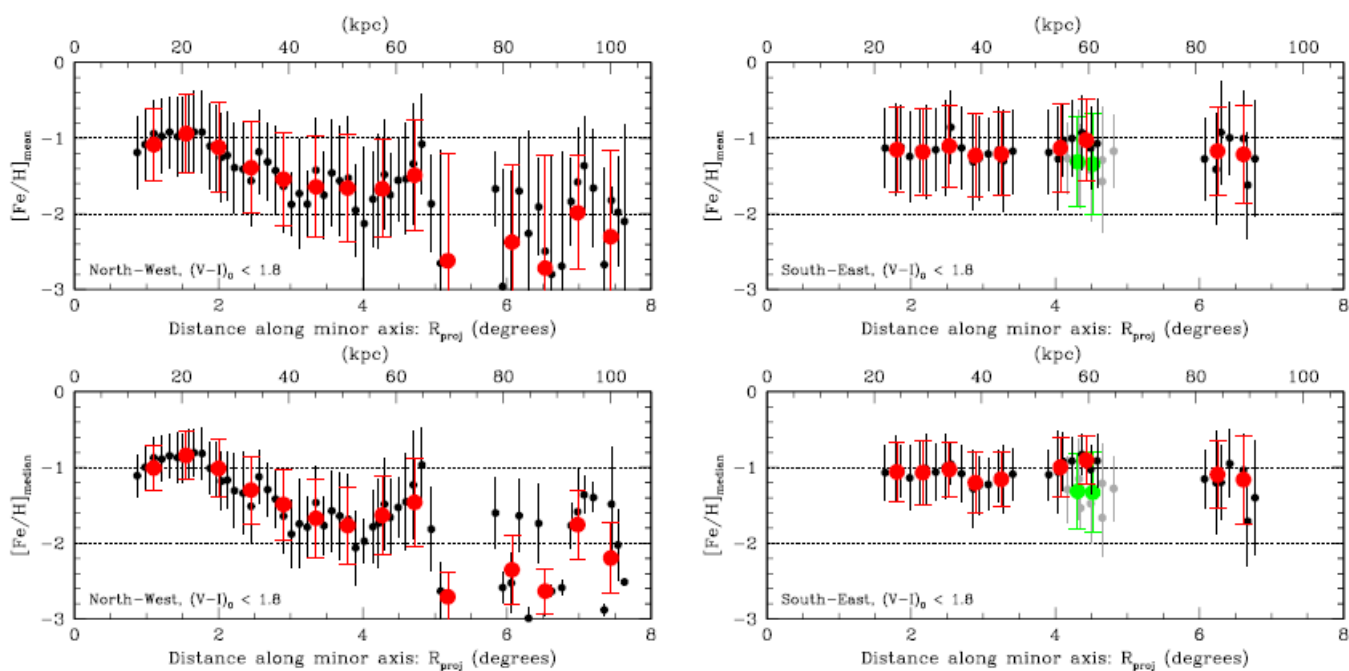 (kpc) (kpc)
0 20 40 60 80 100 0 20 40 60 80 100
0 0
−1 −1
−2 −2
−3 −3
[Fe/H]mean [Fe/H]mean
North−West, (V−I)₀ < 1.8 South−East, (V−I)₀ < 1.8
0 2 4 6 8 0 2 4 6 8
Distance along minor axis: Rproj (degrees) Distance along minor axis: Rproj (degrees)
(kpc) (kpc)
0 20 40 60 80 100 0 20 40 60 80 100
0 0
−1 −1
−2 −2
−3 −3
[Fe/H]median [Fe/H]median
North−West, (V−I)₀ < 1.8 South−East, (V−I)₀ < 1.8
0 2 4 6 8 0 2 4 6 8
Distance along minor axis: Rproj (degrees) Distance along minor axis: Rproj (degrees)